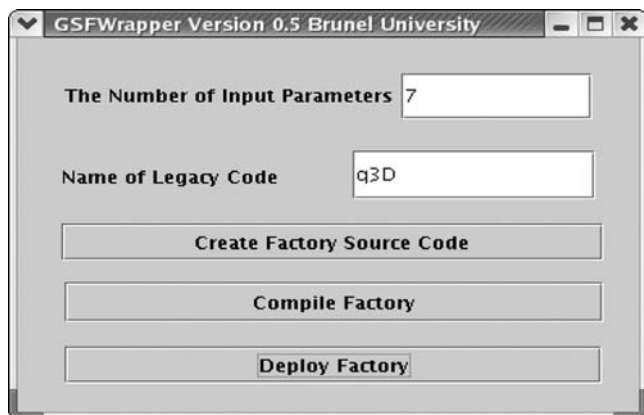 GSFWrapper Version 0.5 Brunel University
The Number of Input Parameters 7
Name of Legacy Code q3D
Create Factory Source Code
Compile Factory
Deploy Factory